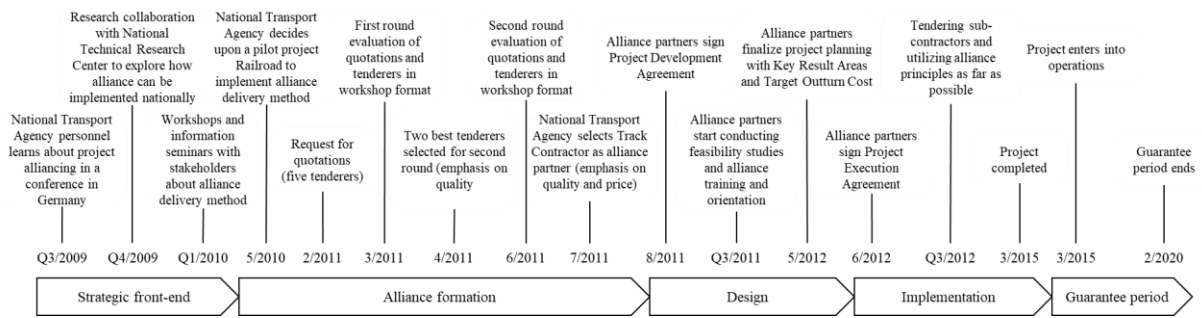 Research collaboration
with National
Technical Research
Center to explore how
alliance can be
implemented nationally
National Transport
Agency decides
upon a pilot project
Railroad to
implement alliance
delivery method
First round
evaluation of
quotations and
tenders in
workshop format
Second round
evaluation of
quotations and
tenders in
workshop format
Alliance partners sign
Project Development
Agreement
Alliance partners
finalize project planning
with Key Result Areas
and Target Outturn Cost
Tendering sub-
contractors and
utilizing alliance
principles as far as
possible
Project enters into
operations
National Transport
Agency personnel
learns about project
alliancing in a
conference in
Germany
Workshops and
information
seminars with
stakeholders
about alliance
delivery method
Request for
quotations
(five tenderers)
Two best tenderers
selected for second
round (emphasis on
quality
National Transport
Agency selects Track
Contractor as alliance
partner (emphasis on
quality and price)
Alliance partners
start conducting
feasibility studies
and alliance
training and
orientation
Alliance partners
sign Project
Execution
Agreement
Project
completed
Guarantee
period ends
Q3/2009
Q4/2009
Q1/2010
5/2010
2/2011
3/2011
4/2011
6/2011
7/2011
8/2011
Q3/2011
5/2012
6/2012
Q3/2012
3/2015
3/2015
2/2020
Strategic front-end
Alliance formation
Design
Implementation
Guarantee period